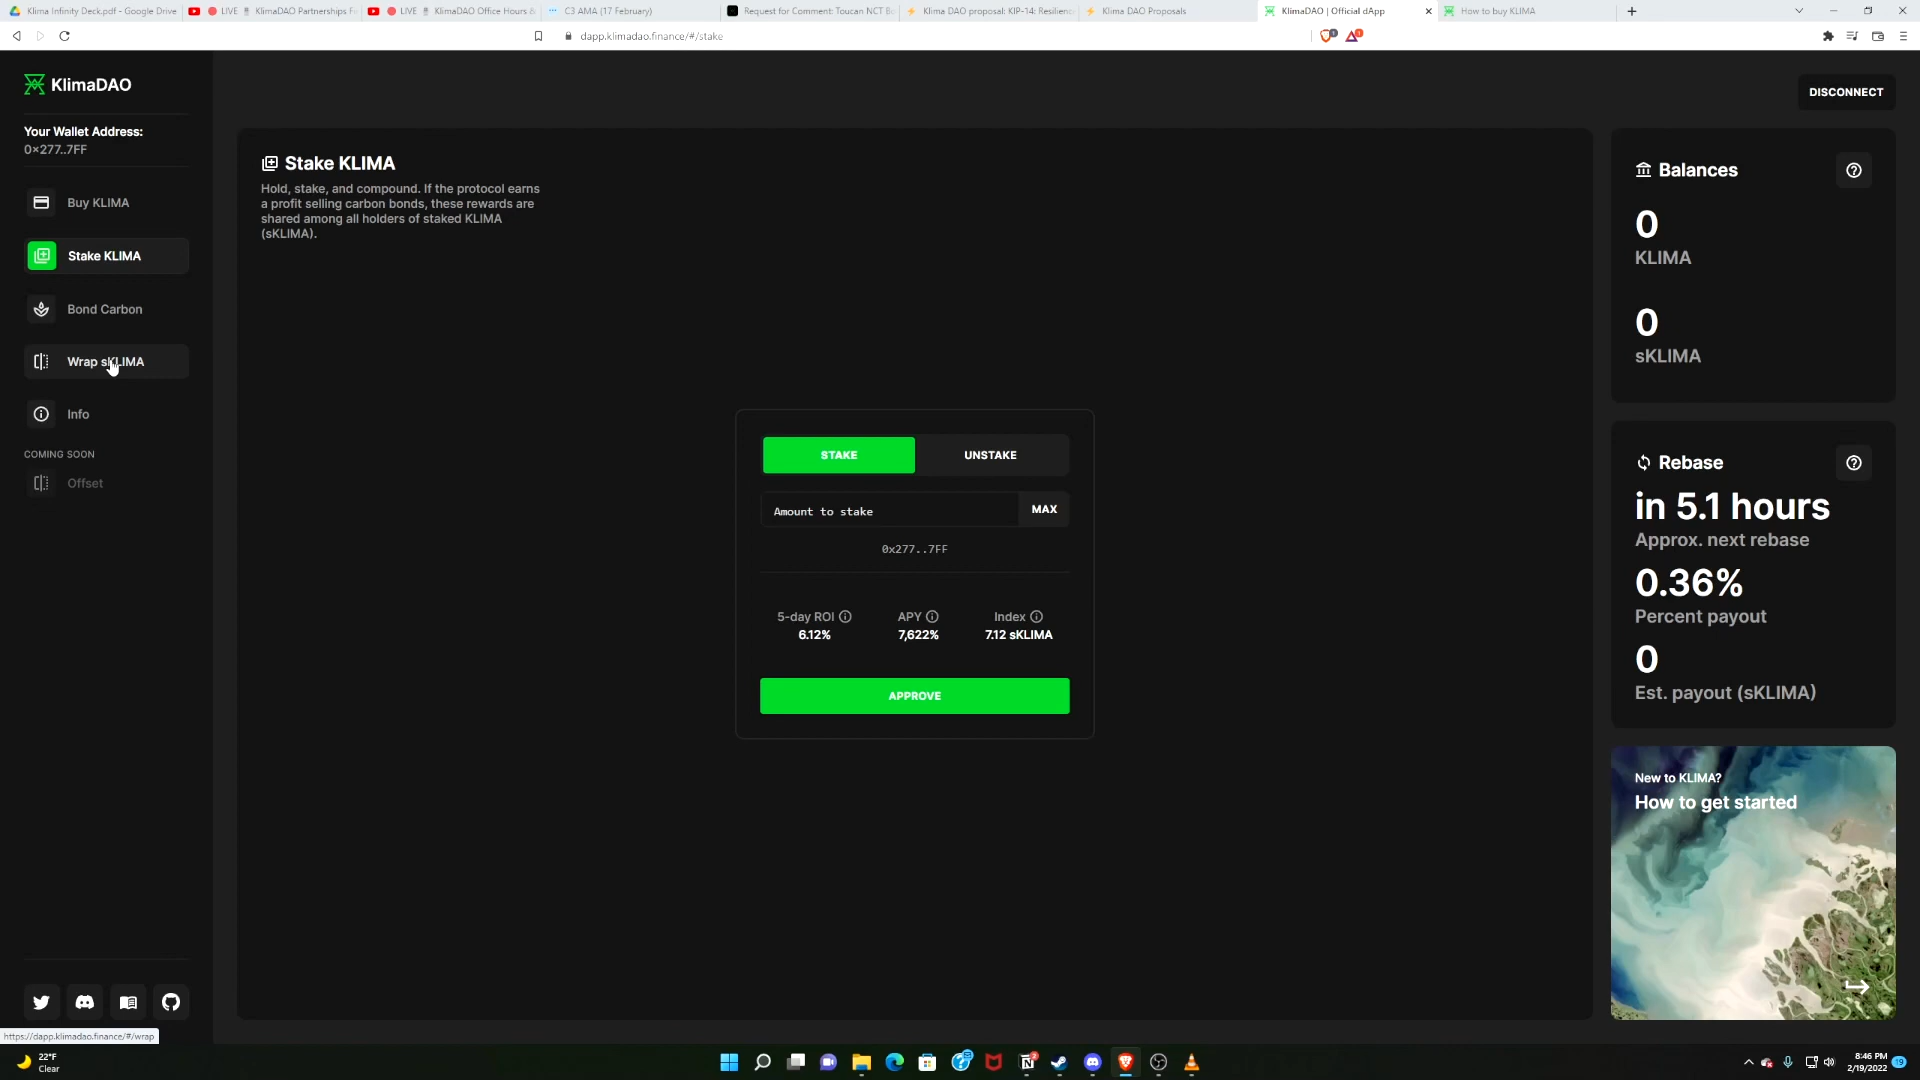 Klima Infinity Deck.pdf - Google Drive
LIVE KlimaDAO Partnerships F
LIVE KlimaDAO Office Hours &
C3 AMA (17 February)
Request for Comment: Toucan NCT Bo
Klima DAO proposal: KIP-14: Resilienc
Klima DAO Proposals
KlimaDAO | Official dApp
How to buy KLIMA
dapp.klimadao.finance/#/stake
KlimaDAO
Your Wallet Address:
0×277..7FF
Buy KLIMA
Stake KLIMA
Bond Carbon
Wrap sKLIMA
Info
COMING SOON
Offset
https://dapp.klimadao.finance/#/wrap
Stake KLIMA
Hold, stake, and compound. If the protocol earns
a profit selling carbon bonds, these rewards are
shared among all holders of staked KLIMA
(sKLIMA).
STAKE
UNSTAKE
Amount to stake
MAX
0x277..7FF
5-day ROI
APY
Index
6.12%
7,622%
7.12 sKLIMA
APPROVE
DISCONNECT
Balances
0
KLIMA
0
sKLIMA
Rebase
in 5.1 hours
Approx. next rebase
0.36%
Percent payout
0
Est. payout (sKLIMA)
New to KLIMA?
How to get started
22°F
Clear
8:46 PM
2/19/2022
19